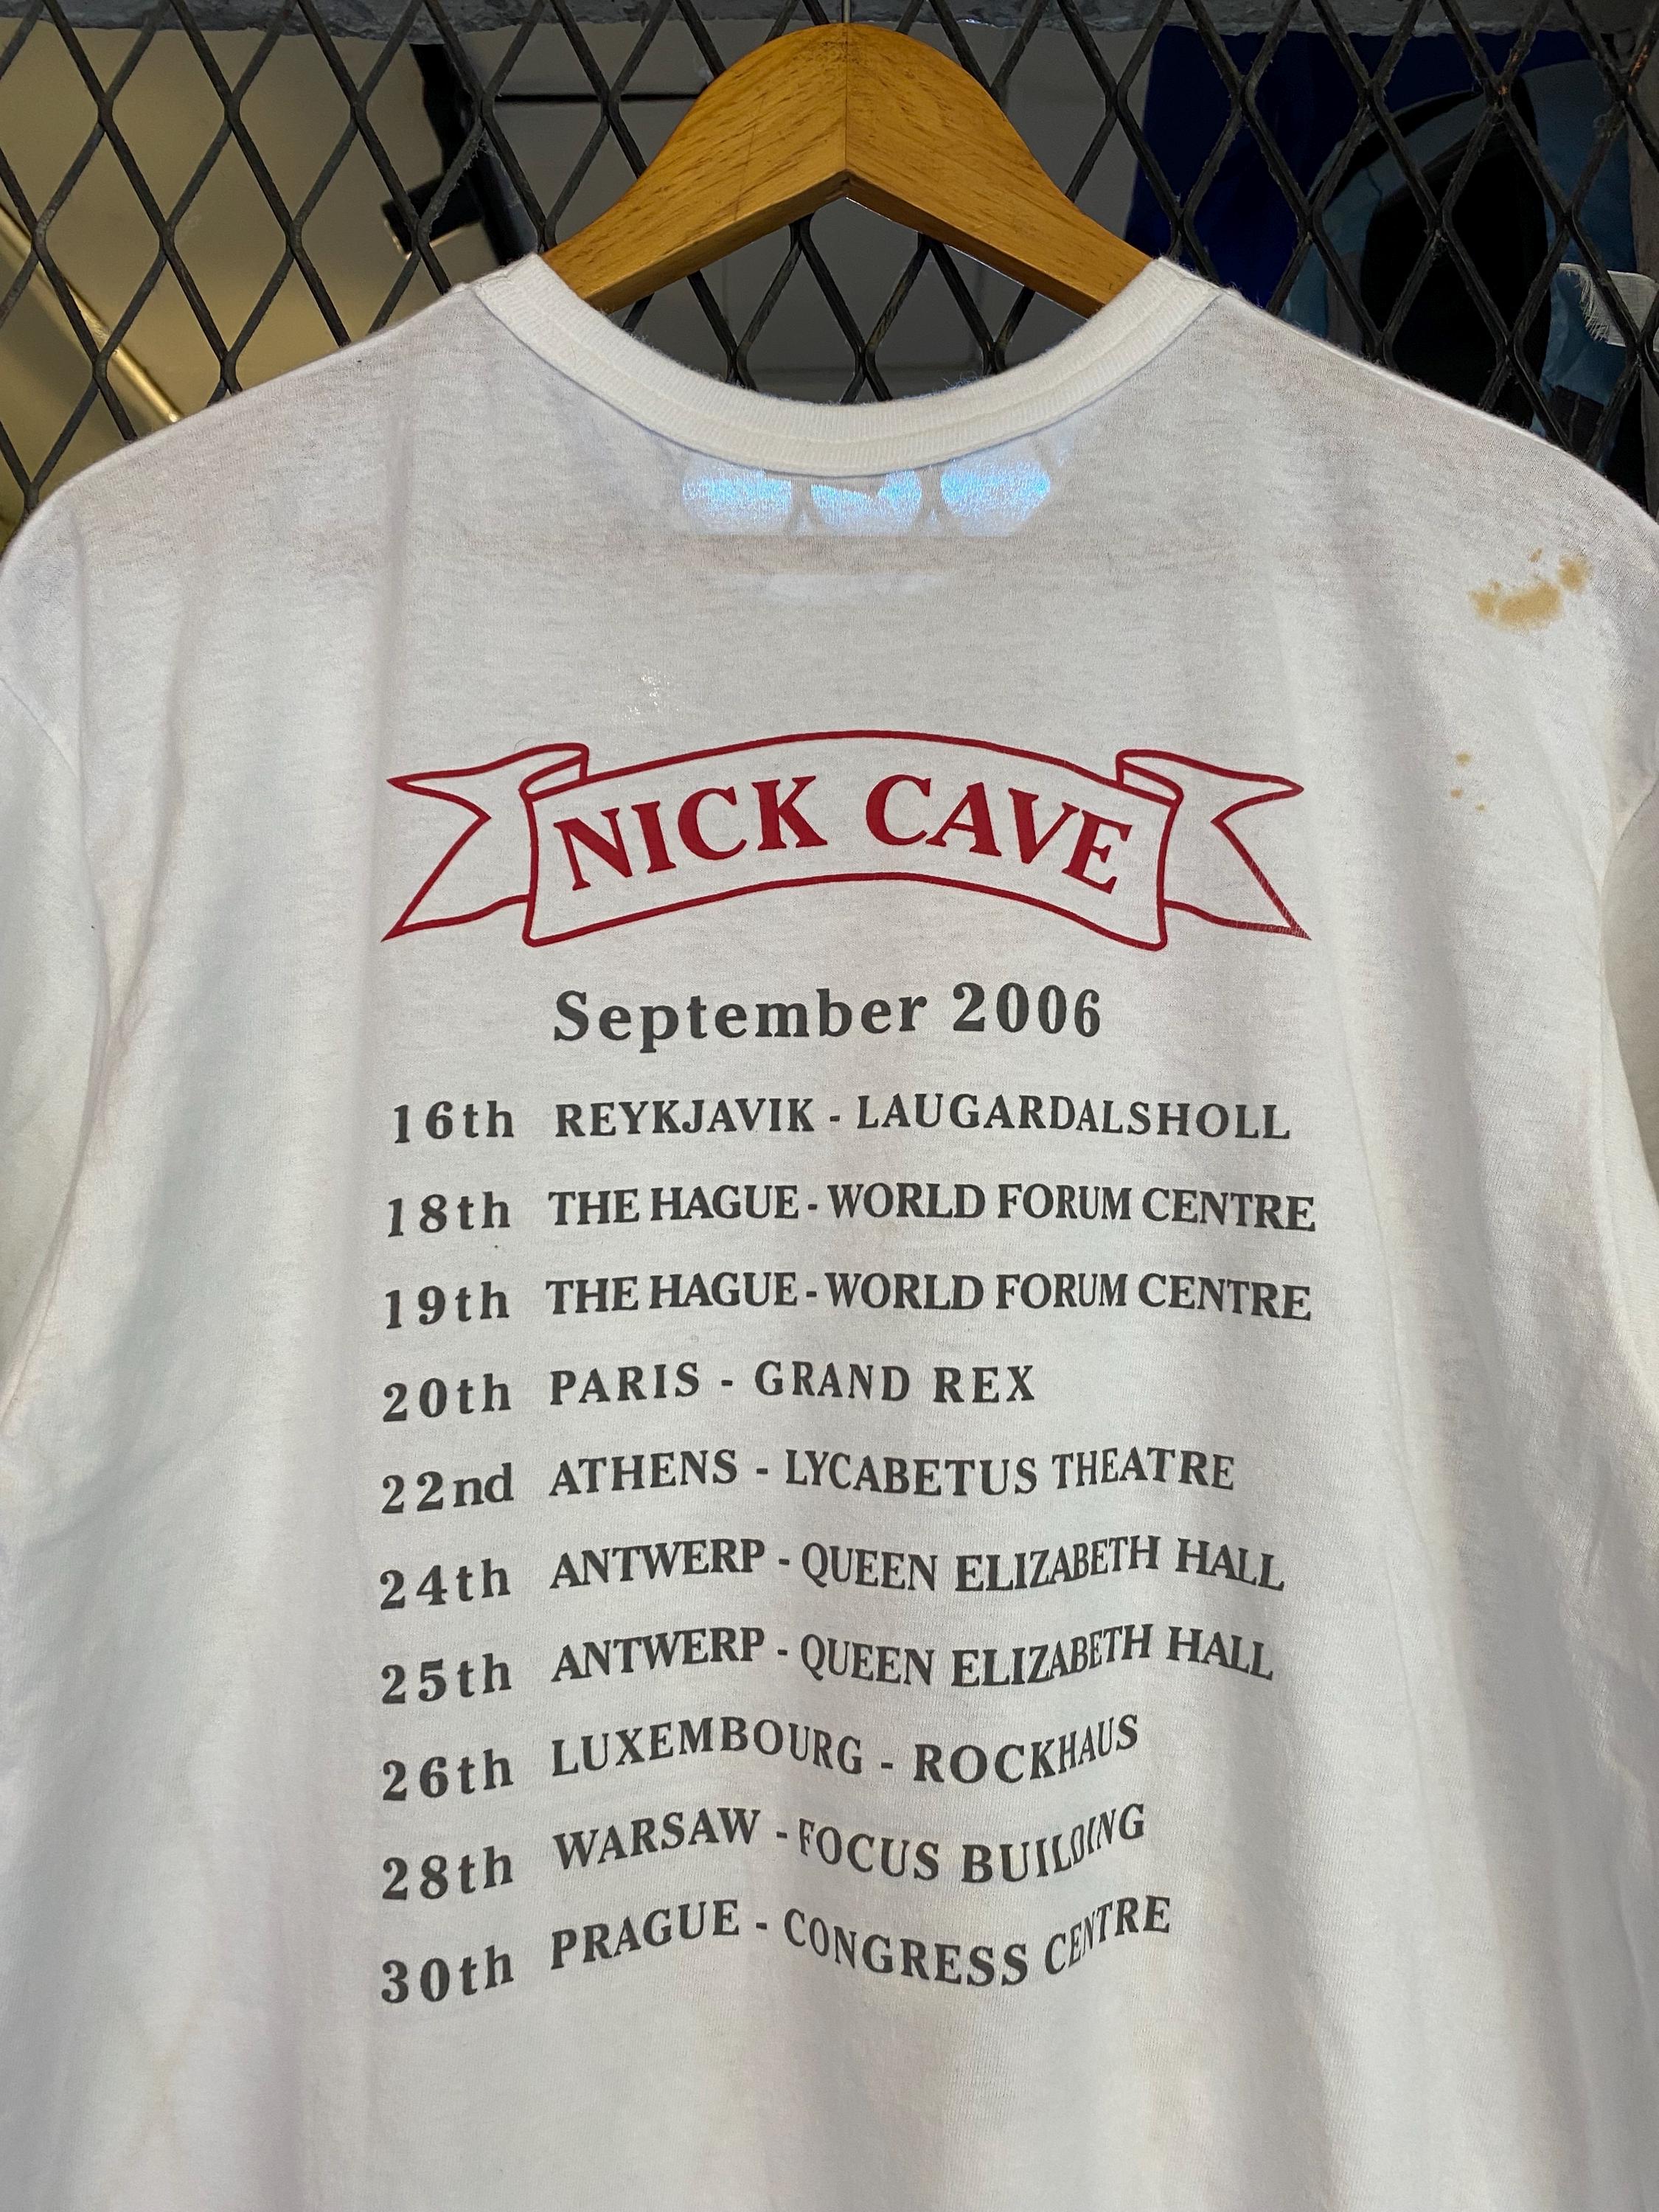 NICK CAVE
September 2006
16th REYKJAVIK - LAUGARDALSHOLL
18th THE HAGUE - WORLD FORUM CENTRE
19th THE HAGUE - WORLD FORUM CENTRE
20th PARIS - GRAND REX
22nd ATHENS - LYCABETUS THEATRE
24th ANTWERP - QUEEN ELIZABETH HALL
25th ANTWERP - QUEEN ELIZABETH HALL
26th LUXEMBOURG - ROCKHAUS
28th WARSAW - FOCUS BUILDING
30th PRAGUE - CONGRESS CENTRE